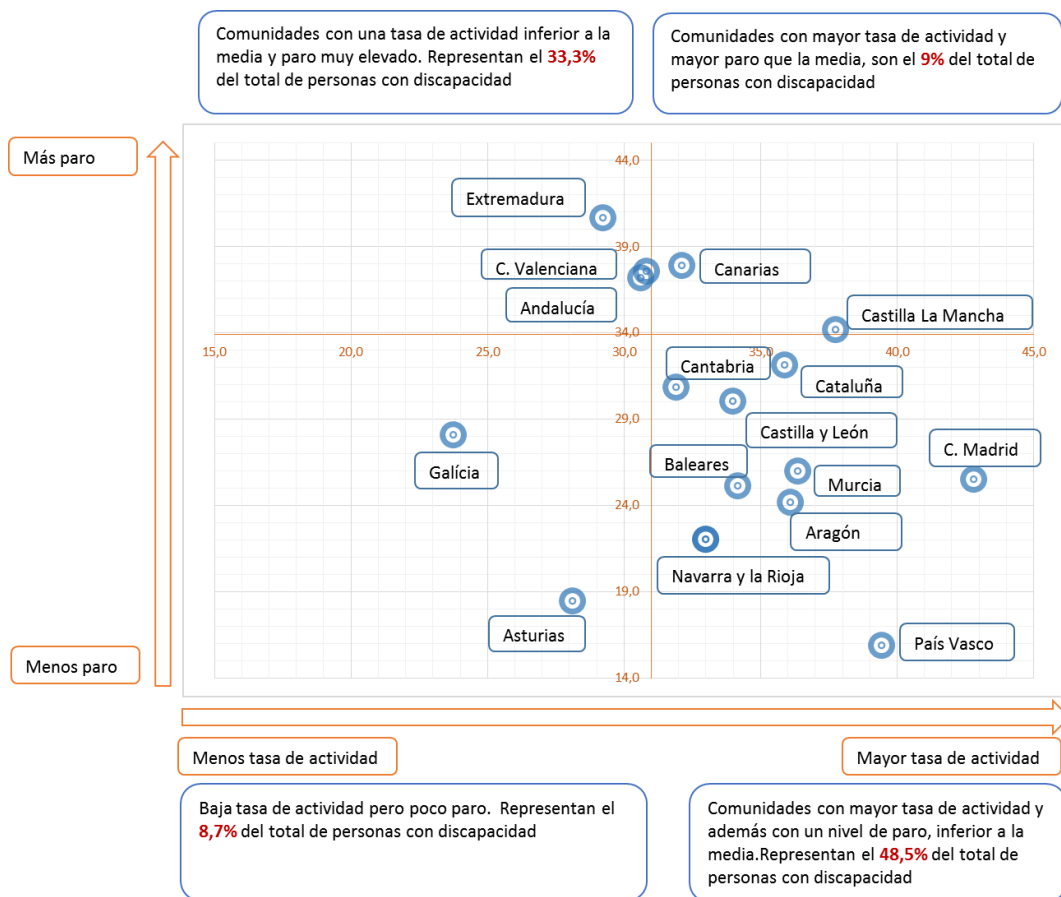 Comunidades con una tasa de actividad inferior a la
media y paro muy elevado. Representan el 33,3%
del total de personas con discapacidad
Comunidades con mayor tasa de actividad y
mayor paro que la media, son el 9% del total de
personas con discapacidad
Más paro
44,0
Extremadura
39,0
C. Valenciana
Canarias
Andalucía
Castilla La Mancha
34,0
15,0
20,0
25,0
30,0
35,0
40,0
45,0
Cantabria
Cataluña
29,0
Castilla y León
C. Madrid
Baleares
Galícia
Murcia
24,0
Aragón
Navarra y la Rioja
19,0
Asturias
País Vasco
Menos paro
14,0
Menos tasa de actividad
Mayor tasa de actividad
Baja tasa de actividad pero poco paro. Representan el
8,7% del total de personas con discapacidad
Comunidades con mayor tasa de actividad y
además con un nivel de paro, inferior a la
media.Representan el 48,5% del total de
personas con discapacidad